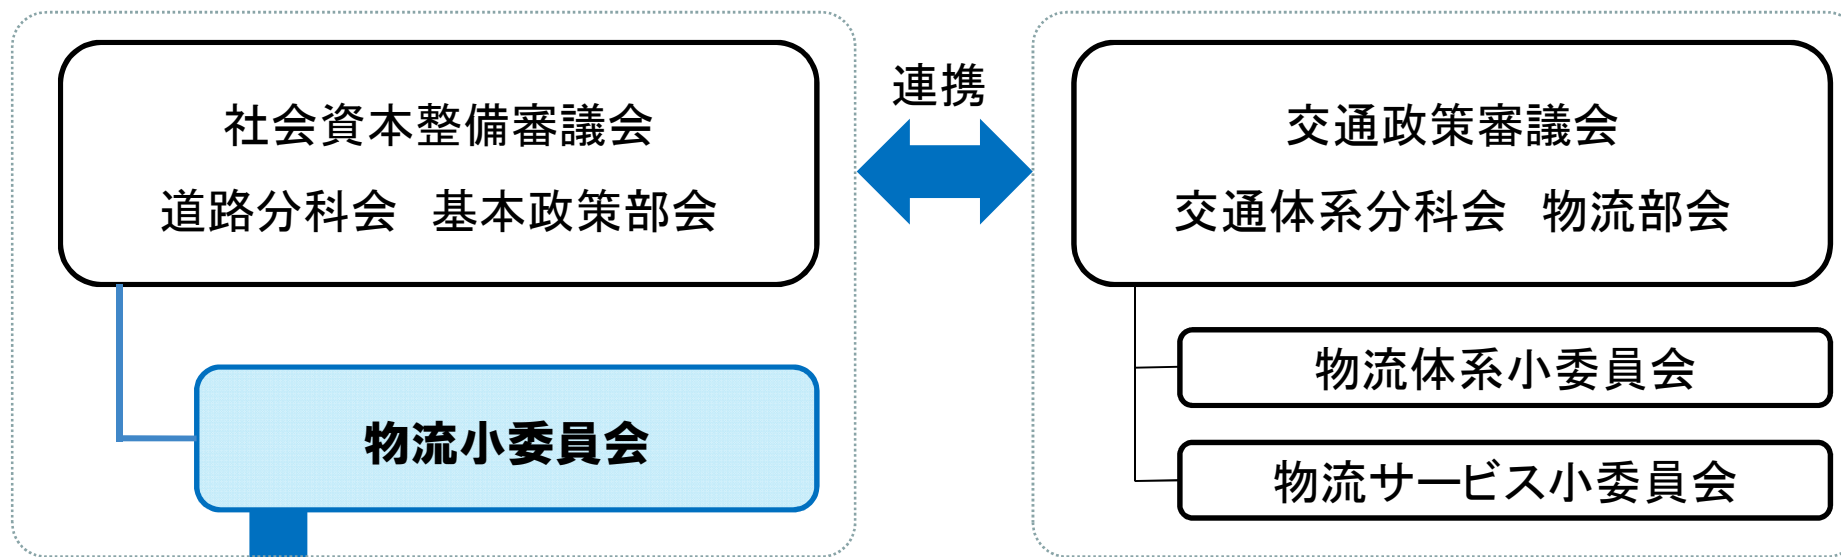 社会資本整備審議会
道路分科会　基本政策部会
物流小委員会
連携
交通政策審議会
交通体系分科会　物流部会
物流体系小委員会
物流サービス小委員会